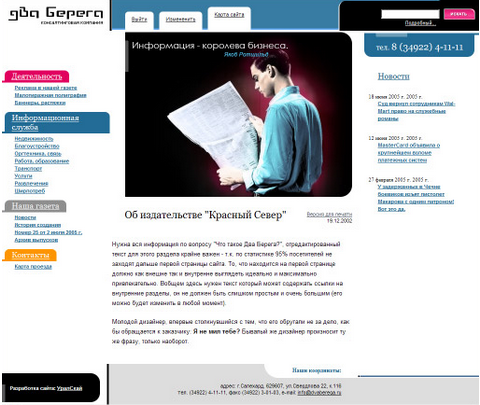 два берега
консалтинговая компания
Выйти
Изменить
Карта сайта
искать
Подробный...
тел. 8 (34922) 4-11-11
Информация - королева бизнеса.
Якоб Ротшильд
Деятельность
Реклама в нашей газете
Малотиражная полиграфия
Баннеры, растяжки
Информационная
служба
Недвижимость
Благоустройство
Оргтехника, связь
Работа, образование
Транспорт
Услуги
Развлечения
Ширпотреб
Наша газета
Новости
История создания
Номер 25 от 2 июля 2005 г.
Архив выпусков
Контакты
Карта проезда
Об издательстве "Красный Север"
Версия для печати
19.12.2002
Нужна вся информация по вопросу "Что такое Два Берега?", отредактированный
текст для этого раздела крайне важен - т.к. по статистике 95% посетителей не
заходят дальше первой страницы сайта. То, что находится на первой странице
должно как внешне так и внутренне выглядеть идеально и максимально
привлекательно. Вобщем здесь нужен текст который может содержать ссылки на
внутренние разделы, он не должен быть слишком простым и очень большим (его
можно будет изменить в любой момент).
Молодой дизайнер, впервые столкнувшийся с тем, что его обругали не за дело, как
бы обращается к заказчику: Я не мил тебе? Бывалый же дизайнер произносит ту
же фразу, только наоборот.
Новости
18 июня 2005 г. 2005 г.
Суд вернул сотрудникам Wal-
Mart право на служебные
романы
12 июня 2005 г. 2005 г.
MasterCard объявила о
крупнейшем взломе
платежных систем
27 февраля 2005 г. 2005 г.
У задержанных в Чечне
боевиков изъят пистолет
Макарова с одним патроном!
Вот это да.
Разработка сайта: УралСкай
Наши координаты:
адрес: г. Салехард, 629007, ул. Свердлова 22, к 116
тел. (34922) 4-11-11, факс (34922) 3-01-03, e-mail: info@dvaberega.ru